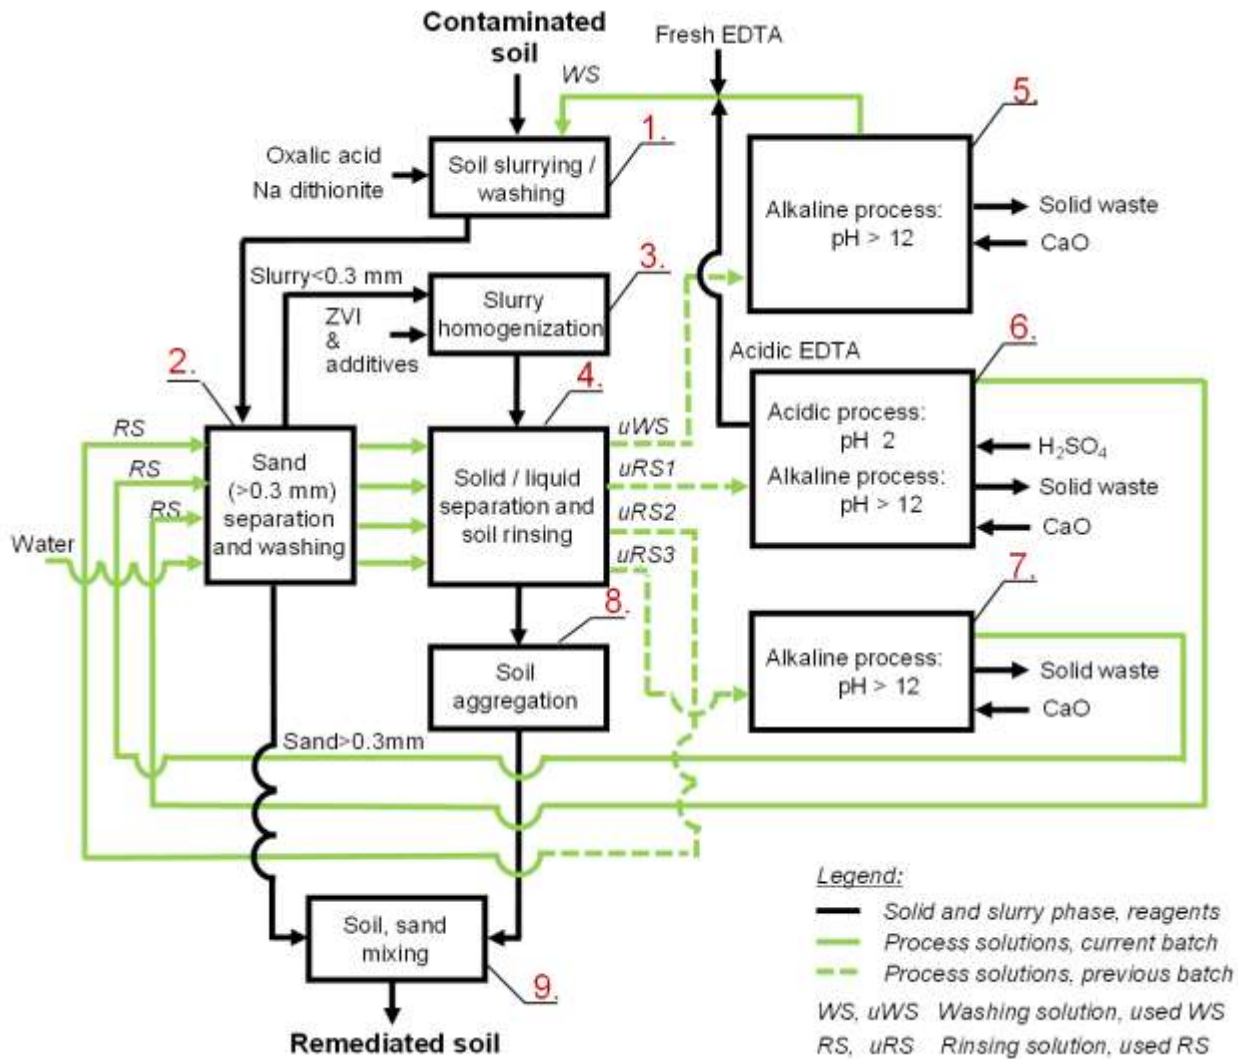 Contaminated
soil
Fresh EDTA
WS
5.
1.
Oxalic acid
Na dithionite
Soil slurrying /
washing
Alkaline process:
pH > 12
Solid waste
CaO
Slurry<0.3 mm
3.
ZVI
&
additives
Slurry
homogenization
Acidic EDTA
6.
2.
4.
RS
RS
RS
Water
Sand
(>0.3 mm)
separation
and washing
Solid / liquid
separation and
soil rinsing
uWS
uRS1
uRS2
uRS3
Acidic process:
pH 2
Alkaline process:
pH > 12
H₂SO₄
Solid waste
CaO
7.
8.
Soil
aggregation
Alkaline process:
pH > 12
Solid waste
CaO
Sand>0.3mm
Soil, sand
mixing
9.
Remediated soil
Legend:
Solid and slurry phase, reagents
Process solutions, current batch
Process solutions, previous batch
WS, uWS Washing solution, used WS
RS, uRS Rinsing solution, used RS